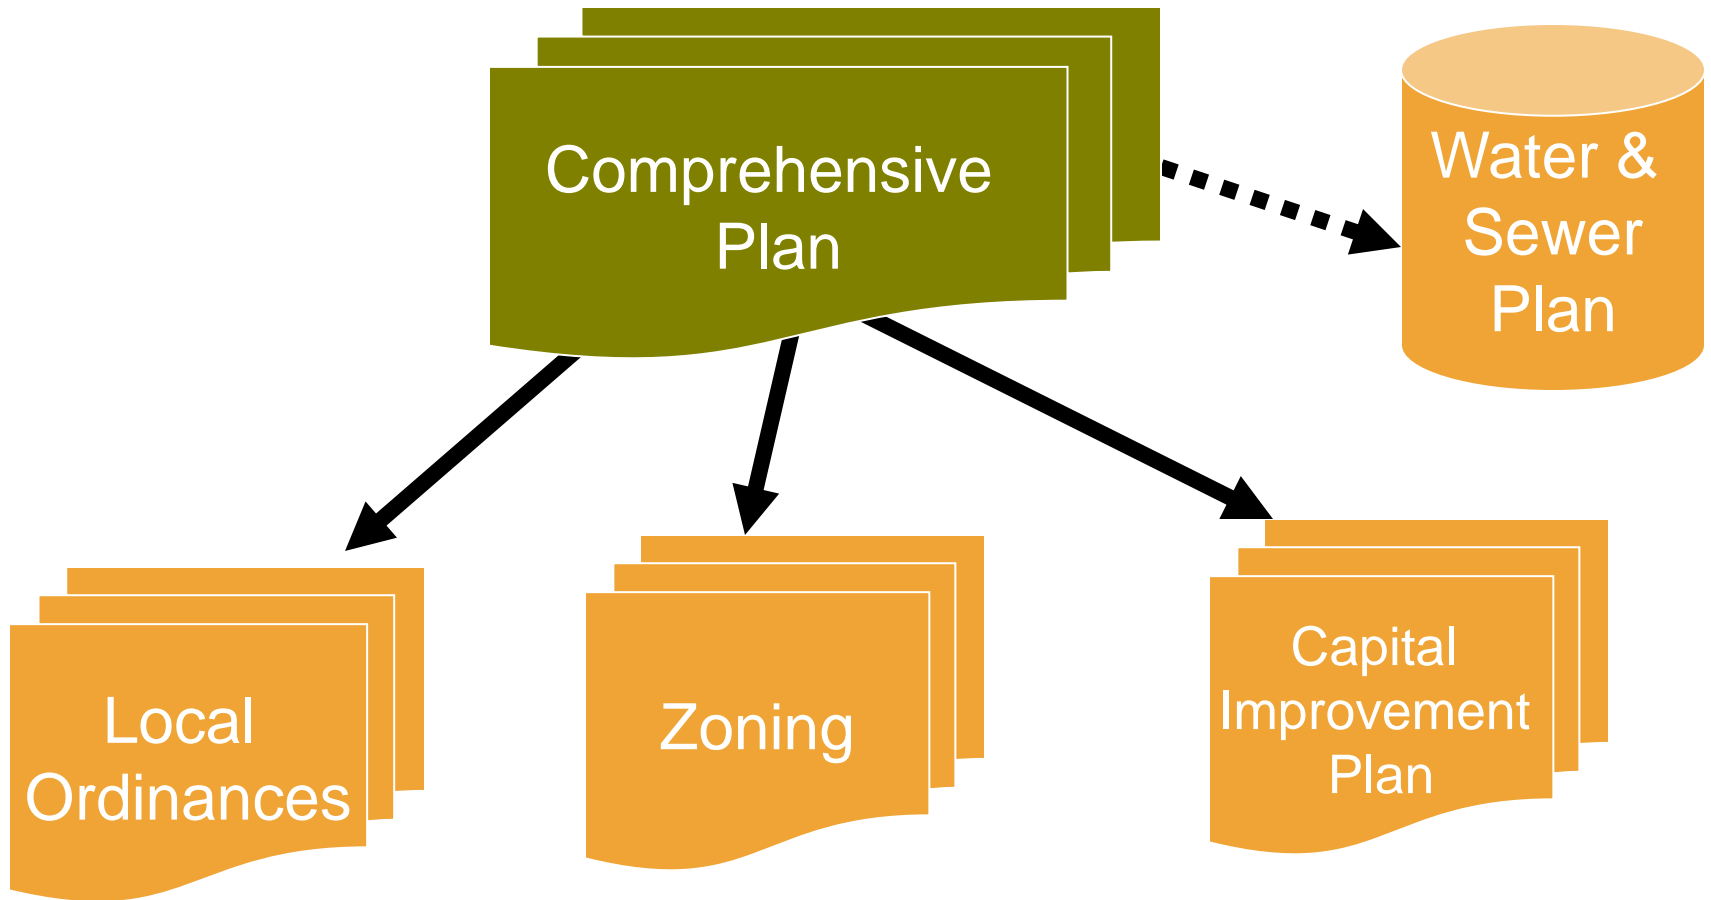 Comprehensive
Plan
Water &
Sewer
Plan
Local
Ordinances
Zoning
Capital
Improvement
Plan